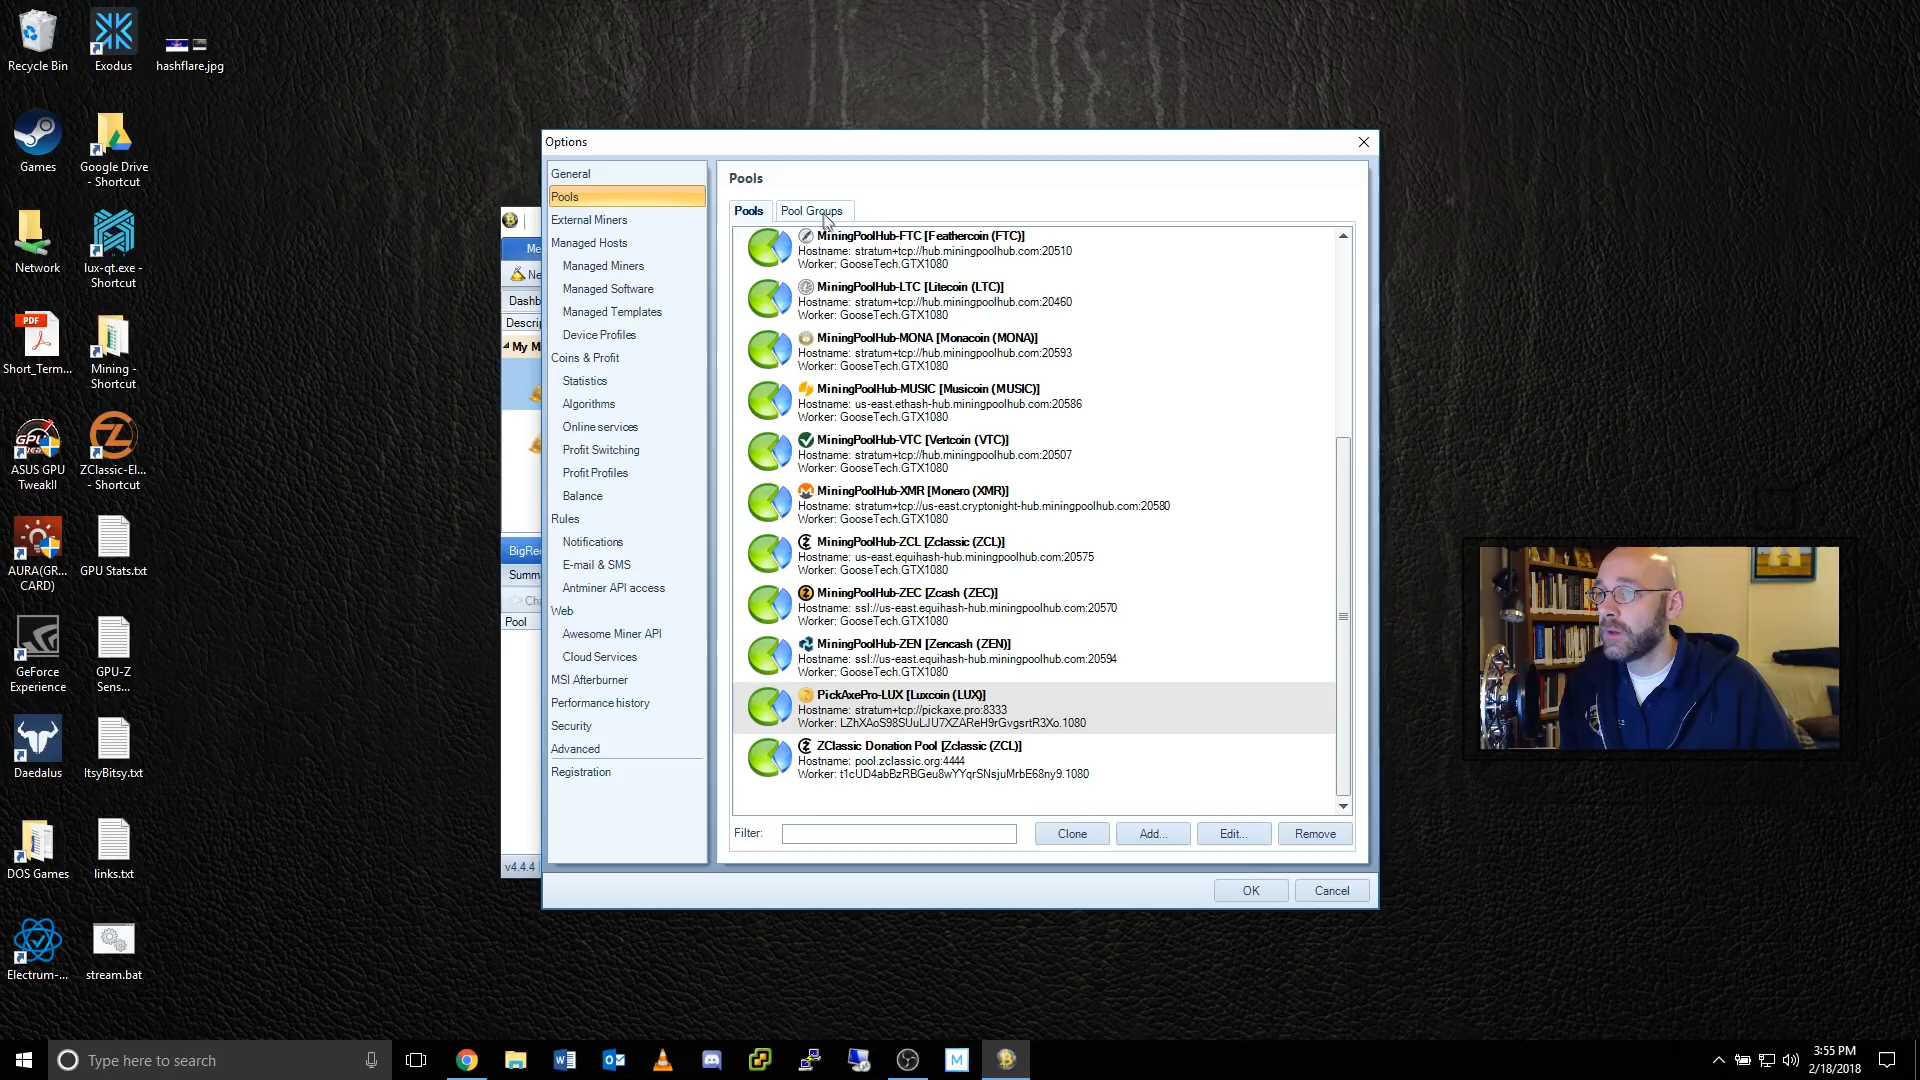 Recycle Bin
Exodus
hashflare.jpg
Games
Google Drive
- Shortcut
Network
lux-qt.exe -
Shortcut
PDF
Short_Term...
Mining -
Shortcut
ASUS GPU
TweakII
ZClassic-El...
- Shortcut
AURA(GR...
CARD)
GPU Stats.txt
GeForce
Experience
GPU-Z
Sens...
Daedalus
ItsyBitsy.txt
DOS Games
links.txt
Electrum-...
stream.bat
Me
Ne
Dashb
Descrip
My M
BigRe
Summa
Cha
Pool
v4.4.4
Options
General
Pools
External Miners
Managed Hosts
Managed Miners
Managed Software
Managed Templates
Device Profiles
Coins & Profit
Statistics
Algorithms
Online services
Profit Switching
Profit Profiles
Balance
Rules
Notifications
E-mail & SMS
Antminer API access
Web
Awesome Miner API
Cloud Services
MSI Afterburner
Performance history
Security
Advanced
Registration
Pools
Pools
Pool Groups
MiningPoolHub-FTC [Feathercoin (FTC)]
Hostname: stratum+tcp://hub.miningpoolhub.com:20510
Worker: GooseTech.GTX1080
MiningPoolHub-LTC [Litecoin (LTC)]
Hostname: stratum+tcp://hub.miningpoolhub.com:20460
Worker: GooseTech.GTX1080
MiningPoolHub-MONA [Monacoin (MONA)]
Hostname: stratum+tcp://hub.miningpoolhub.com:20593
Worker: GooseTech.GTX1080
MiningPoolHub-MUSIC [Musicoin (MUSIC)]
Hostname: us-east.ethash-hub.miningpoolhub.com:20586
Worker: GooseTech.GTX1080
MiningPoolHub-VTC [Vertcoin (VTC)]
Hostname: stratum+tcp://hub.miningpoolhub.com:20507
Worker: GooseTech.GTX1080
MiningPoolHub-XMR [Monero (XMR)]
Hostname: stratum+tcp://us-east.cryptonight-hub.miningpoolhub.com:20580
Worker: GooseTech.GTX1080
MiningPoolHub-ZCL [Zclassic (ZCL)]
Hostname: us-east.equihash-hub.miningpoolhub.com:20575
Worker: GooseTech.GTX1080
MiningPoolHub-ZEC [Zcash (ZEC)]
Hostname: ssl://us-east.equihash-hub.miningpoolhub.com:20570
Worker: GooseTech.GTX1080
MiningPoolHub-ZEN [Zencash (ZEN)]
Hostname: ssl://us-east.equihash-hub.miningpoolhub.com:20594
Worker: GooseTech.GTX1080
PickAxePro-LUX [Luxcoin (LUX)]
Hostname: stratum+tcp://pickaxe.pro:8333
Worker: LZhXAoS98SUuLJU7XZAReH9rGvgsrtR3Xo.1080
ZClassic Donation Pool [Zclassic (ZCL)]
Hostname: pool.zclassic.org:4444
Worker: t1cUD4abBzRBGeu8wYYqrSNsjuMrbE68ny9.1080
Filter:
Clone
Add...
Edit...
Remove
OK
Cancel
Type here to search
3:55 PM
2/18/2018